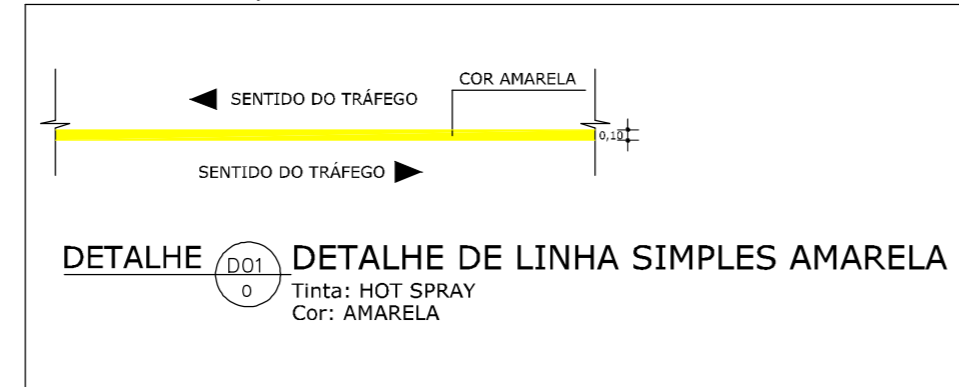 COR AMARELA
SENTIDO DO TRÁFEGO
0,10
SENTIDO DO TRÁFEGO
DETALHE D01 DETALHE DE LINHA SIMPLES AMARELA
0 Tinta: HOT SPRAY
Cor: AMARELA